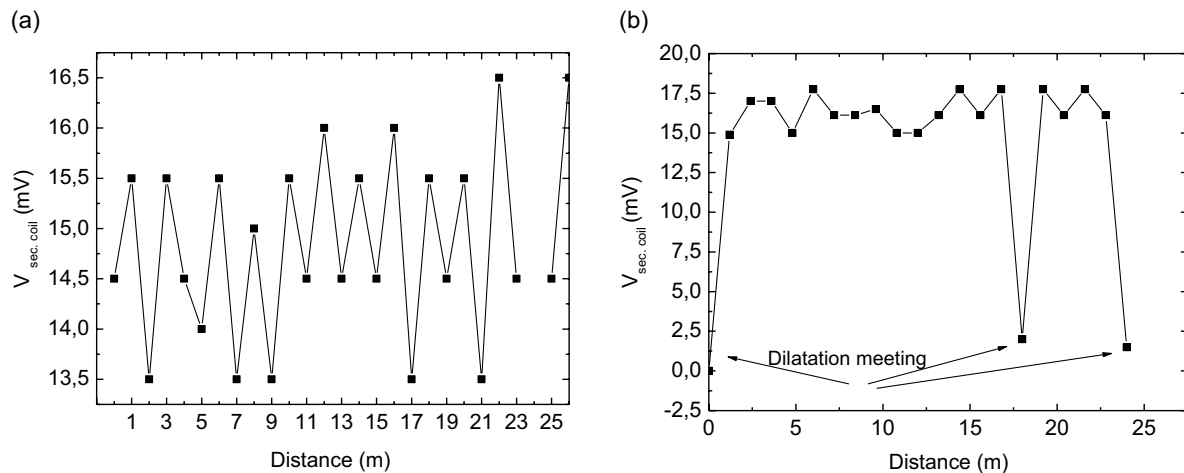 (a)
16,5
16,0
15,5
15,0
14,5
14,0
13,5
V sec. coil (mV)
1 3 5 7 9 11 13 15 17 19 21 23 25
Distance (m)
(b)
20,0
17,5
15,0
12,5
10,0
7,5
5,0
2,5
0,0
-2,5
V sec. coil (mV)
Dilatation meeting
0 5 10 15 20 25
Distance (m)